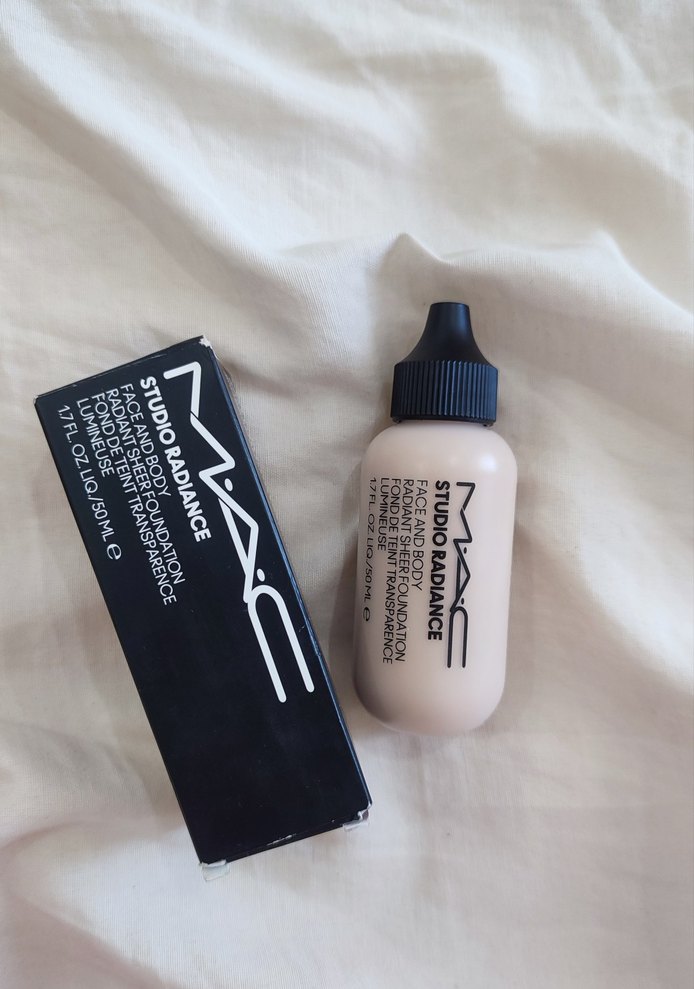 M·A·C
STUDIO RADIANCE
FACE AND BODY
RADIANT SHEER FOUNDATION
FOND DE TEINT TRANSPARENCE
LUMINEUSE
1.7 FL. OZ. LIQ./50 ML ℮
M·A·C
STUDIO RADIANCE
FACE AND BODY
RADIANT SHEER FOUNDATION
FOND DE TEINT TRANSPARENCE
LUMINEUSE
1.7 FL. OZ. LIQ/50 ML ℮